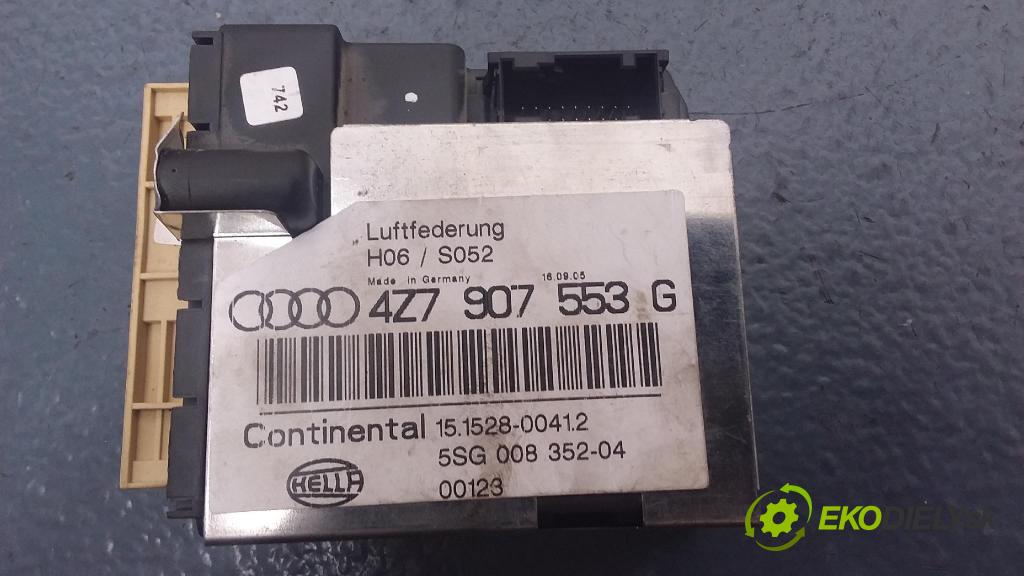 742
Luftfederung
H06 / S052
Made in Germany 16.09.05
4Z7 907 553 G
Continental 15.1528-0041.2
5SG 008 352-04
HELLA
00123
EKODIELY.SK